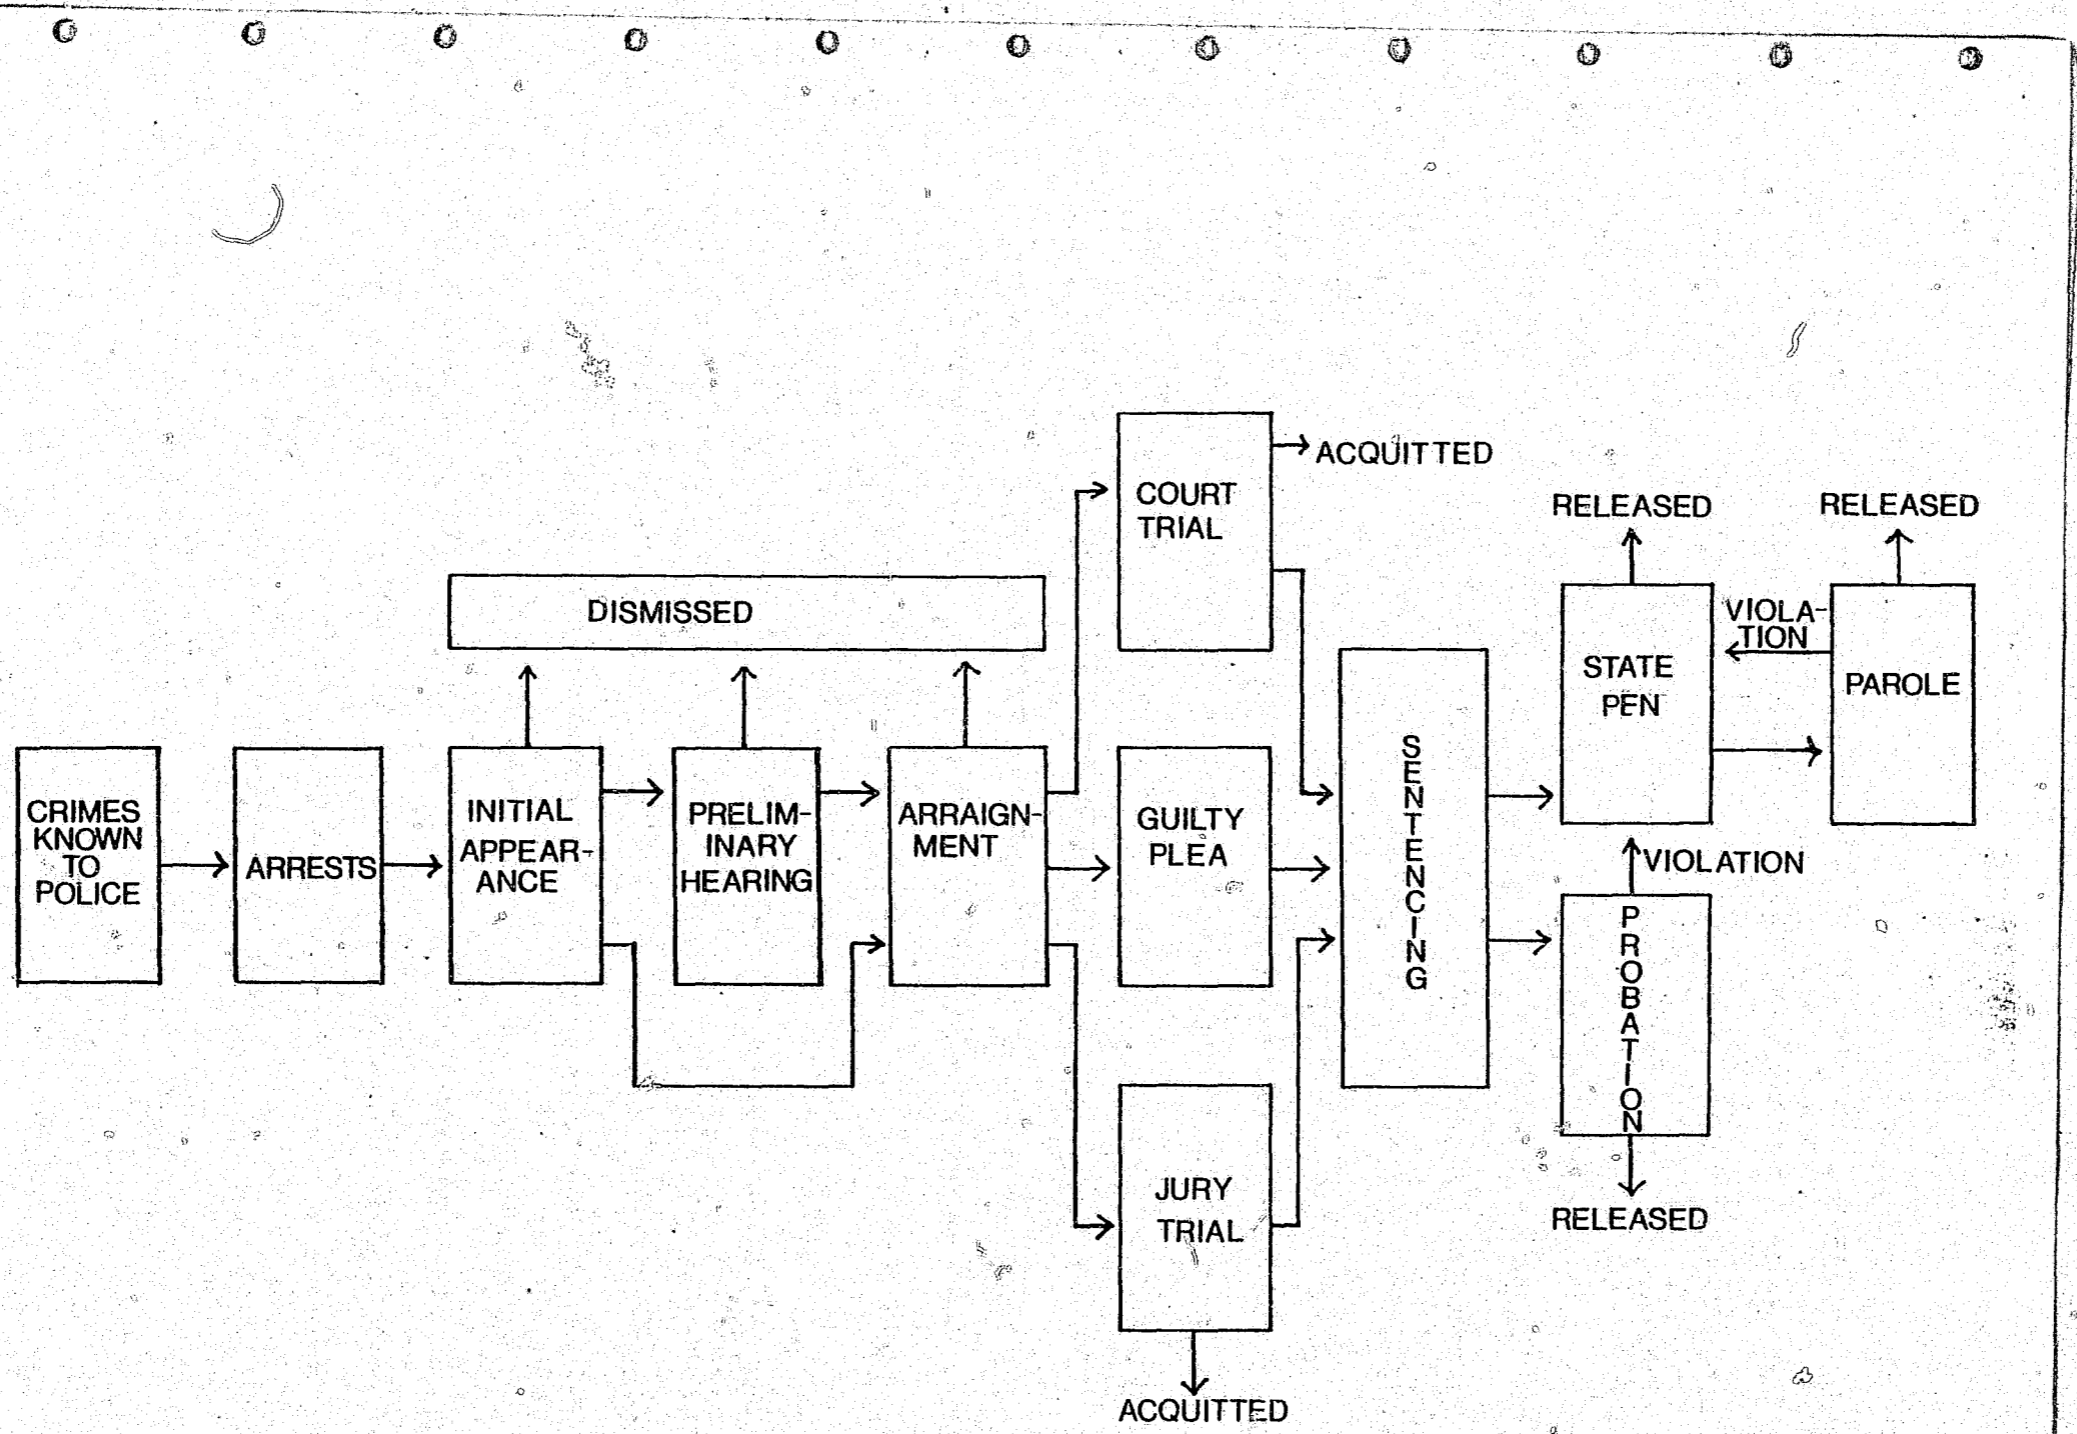 CRIMES
KNOWN
TO
POLICE
ARRESTS
INITIAL
APPEAR-
ANCE
DISMISSED
PRELIM-
INARY
HEARING
ARRAIGN-
MENT
COURT
TRIAL
ACQUITTED
GUILTY
PLEA
JURY
TRIAL
ACQUITTED
SENTENCING
RELEASED
STATE
PEN
VIOLA-
TION
RELEASED
PAROLE
VIOLATION
PROBATION
RELEASED